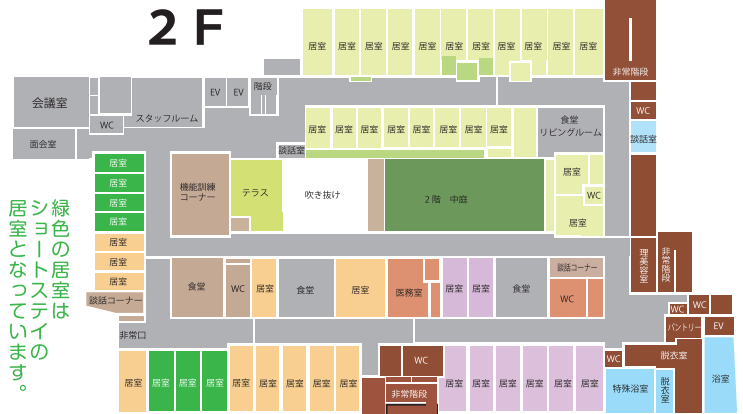 ２Ｆ
居室 居室 居室 居室 居室 居室 居室 居室 居室 居室 居室
非常階段
会議室
EV EV 階段
スタッフルーム
WC
面会室
WC
談話室
居室 居室 居室 居室 居室 居室 居室 居室
食堂
リビングルーム
談話室
居室
居室
居室
居室
居室
居室
居室
談話コーナー
非常口
機能訓練
コーナー
テラス
吹き抜け
２階 中庭
居室
WC
居室
緑色の居室は
ショートステイの
居室となっています。
食堂
WC
居室
食堂
居室
医務室
居室 居室
食堂
談話コーナー
WC
理美容室
非常階段
WC WC
パントリー EV
脱衣室
WC
特殊浴室
脱衣室
浴室
居室 居室 居室 居室 居室 居室 居室 居室 居室
WC
非常階段
居室 居室 居室 居室 居室 居室